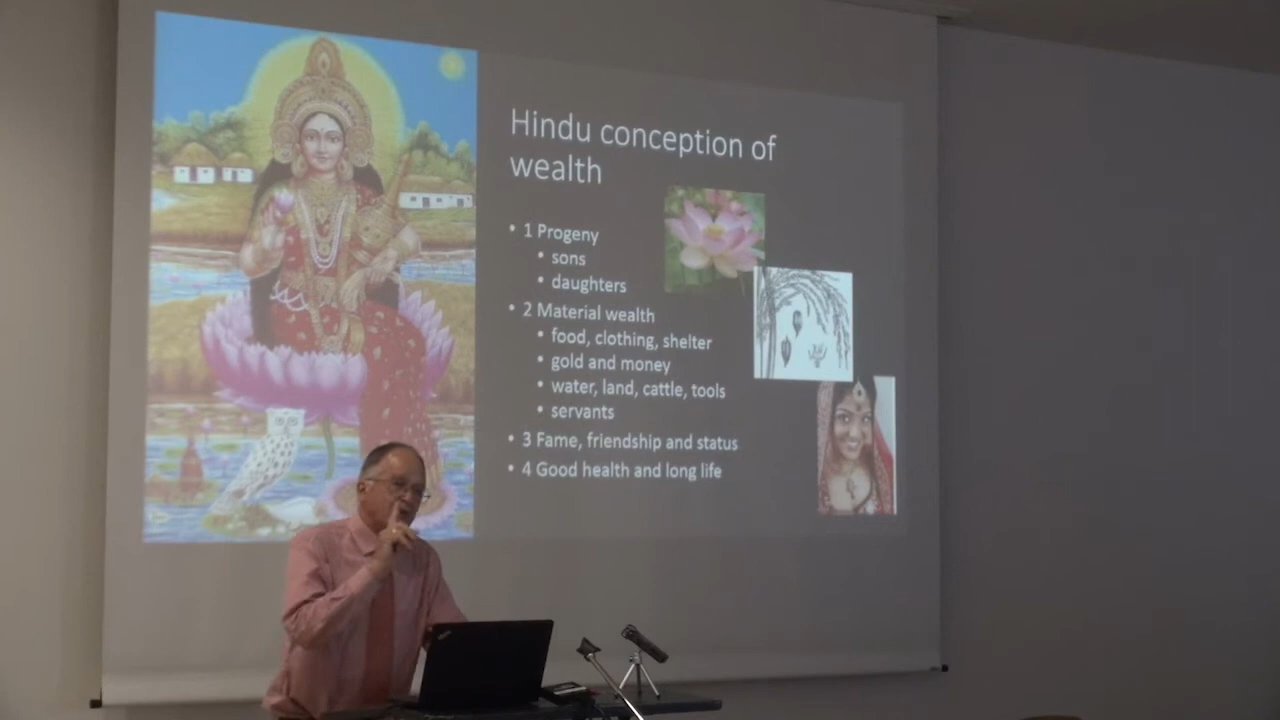 Hindu conception of
wealth
• 1 Progeny
• sons
• daughters
• 2 Material wealth
• food, clothing, shelter
• gold and money
• water, land, cattle, tools
• servants
• 3 Fame, friendship and status
• 4 Good health and long life